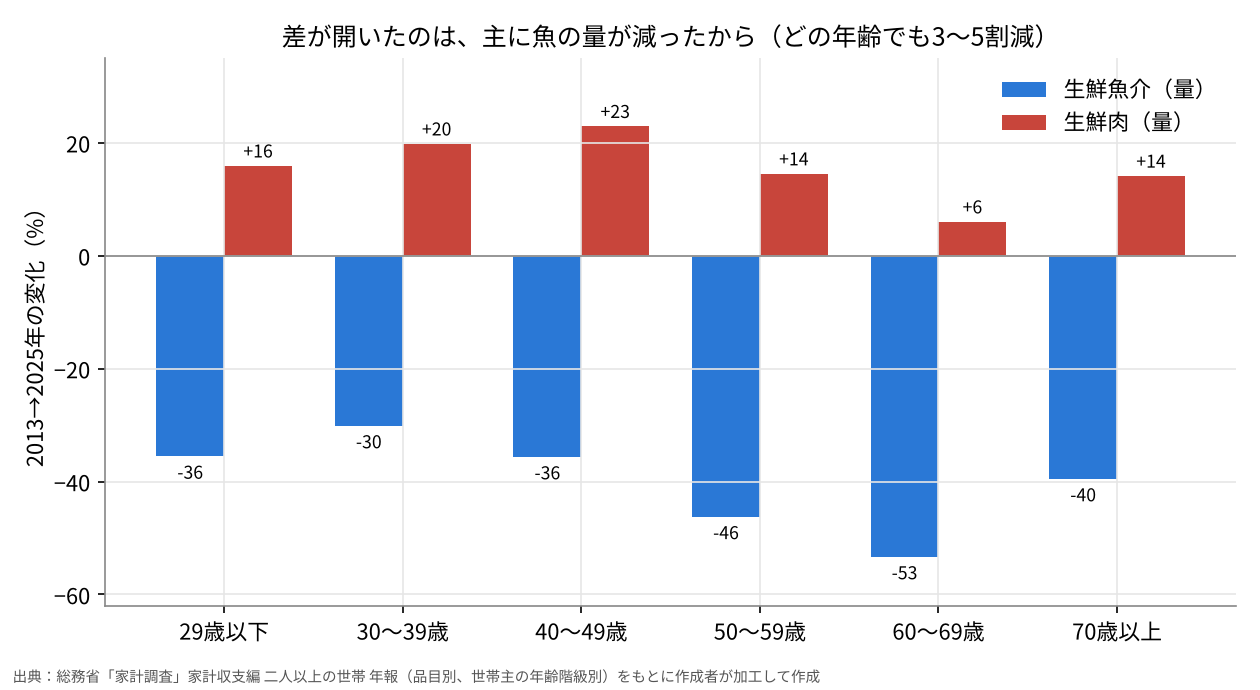 差が開いたのは、主に魚の量が減ったから（どの年齢でも3〜5割減）
生鮮魚介（量）
生鮮肉（量）
2013→2025年の変化（%）
20
0
−20
−40
−60
+16
+20
+23
+14
+6
+14
-36
-30
-36
-46
-53
-40
29歳以下
30〜39歳
40〜49歳
50〜59歳
60〜69歳
70歳以上
出典：総務省「家計調査」家計収支編 二人以上の世帯 年報（品目別、世帯主の年齢階級別）をもとに作成者が加工して作成